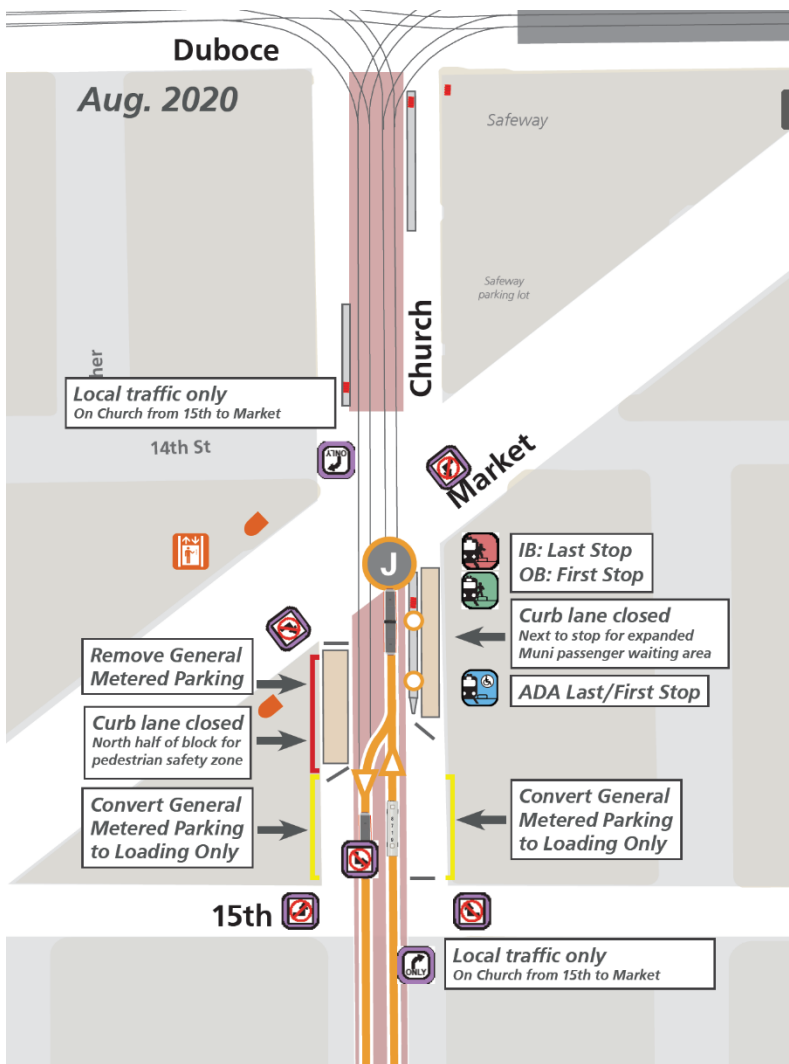 Duboce
Aug. 2020
Safeway
Safeway
parking lot
Church
her
Local traffic only
On Church from 15th to Market
14th St
ONLY
Market
J
IB: Last Stop
OB: First Stop
Curb lane closed
Next to stop for expanded
Muni passenger waiting area
Remove General
Metered Parking
ADA Last/First Stop
Curb lane closed
North half of block for
pedestrian safety zone
Convert General
Metered Parking
to Loading Only
Convert General
Metered Parking
to Loading Only
15th
ONLY
Local traffic only
On Church from 15th to Market